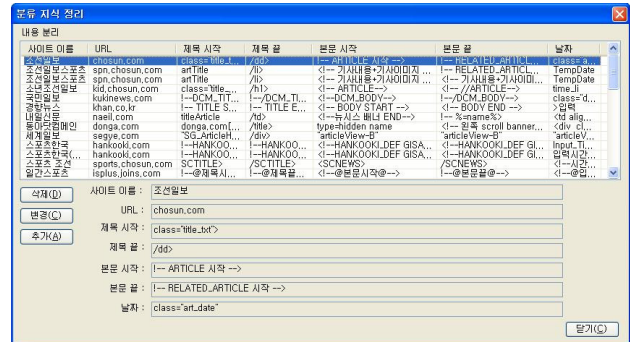 분류 지식 정리
내용 분리
사이트 이름 URL 제목 시작 제목 끝 본문 시작 본문 끝 날짜
조선일보 chosun,com class="title_t... /dd> !-- ARTICLE 시작 ... !-- RELATED_ARTICL... class="a...
조선일보스포츠 spn,chosun,com artTitle /li> <!-- 기사내용+기사이미지 ... !-- RELATED_ARTICL... TempDate
조선일보스포츠 spn,chosun,com artTitle /li> <!-- 기사내용+기사이미지 ... <!-- 기사내용+기사이미지 ... TempDate
소년조선일보 kid,chosun,com class="title_... /h1> <!-- ARTICLE--> <!-- //ARTICLE--> time_li
국민일보 kukinews,com !--DCM_TIT... !--/DCM_TI... <!--DCM_BODY--> <!--/DCM_BODY--> class="d...
경향뉴스 khan,co,kr !-- TITLE S... !-- TITLE E... <!-- BODY START --> <!-- BODY END --> >입력
내일신문 naeil,com titleArticle /td> <!--뉴스 배너 END--> !-- %=name%> <td alig...
동아닷컴메인 donga,com donga,com[... /title> type=hidden name <!-- 왼쪽 scroll banner... <div cl...
세계일보 segye,com "SG_ArticleH... /div> "articleView-B" "articleView-B" "articleV...
스포츠한국 hankooki,com !--HANKOO... !--HANKOO... <!--HANKOOKI_DEF GISA... <!--HANKOOKI_DEF GI... Input_Ti...
스포츠한국(... hankooki,com !--HANKOO... !--HANKOO... <!--HANKOOKI_DEF GISA... <!--HANKOOKI_DEF GI... 입력시간...
스포츠 조선 sports,chosun,com SCTITLE> /SCTITLE> <SCNEWS> /SCNEWS> <!--시간...
일간스포츠 isplus,joins,com !--@제목시... !--@제목끝... <!--@본문시작@--> <!--@본문끝@--> <!--@입...
삭제(D)
변경(C)
추가(A)
사이트 이름 : 조선일보
URL : chosun,com
제목 시작 : class="title_txt">
제목 끝 : /dd>
본문 시작 : !-- ARTICLE 시작 -->
본문 끝 : !-- RELATED_ARTICLE 시작 -->
날짜 : class="art_date"
닫기(C)